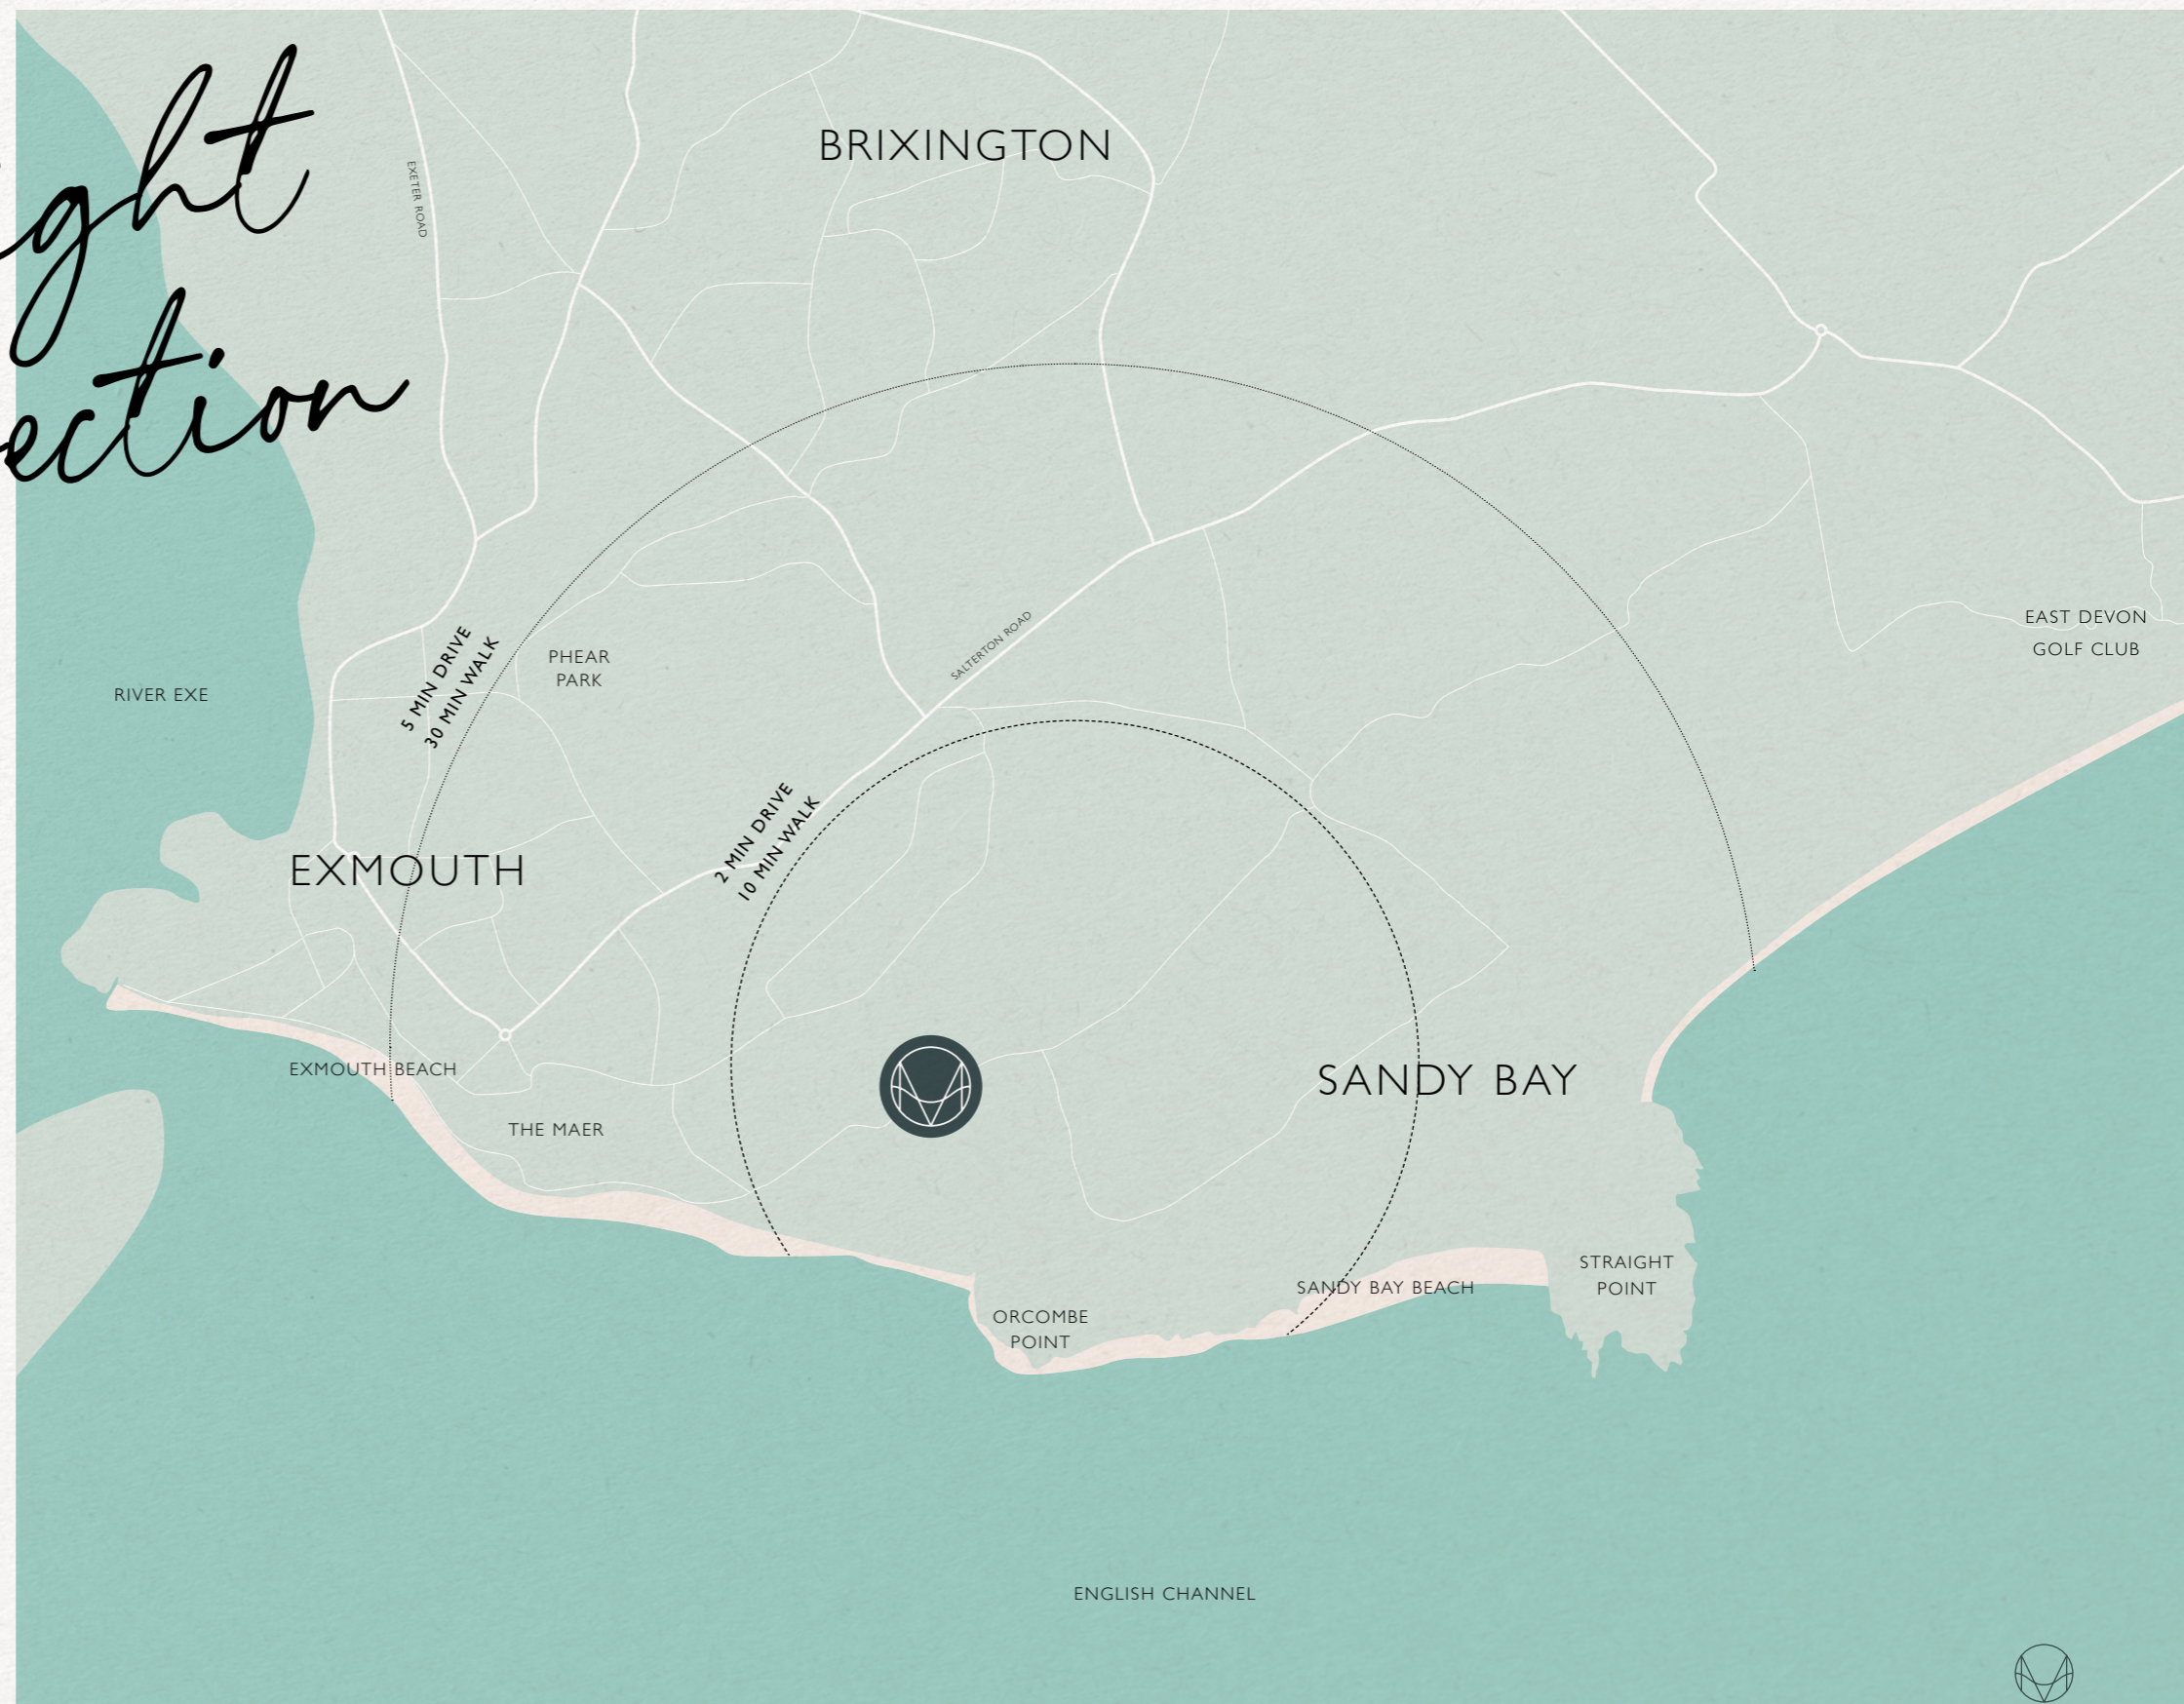 BRIXINGTON
EXETER ROAD
EAST DEVON
GOLF CLUB
SALTERTON ROAD
5 MIN DRIVE
30 MIN WALK
PHEAR
PARK
RIVER EXE
2 MIN DRIVE
10 MIN WALK
EXMOUTH
EXMOUTH BEACH
SANDY BAY
THE MAER
STRAIGHT
POINT
SANDY BAY BEACH
ORCOMBE
POINT
ENGLISH CHANNEL